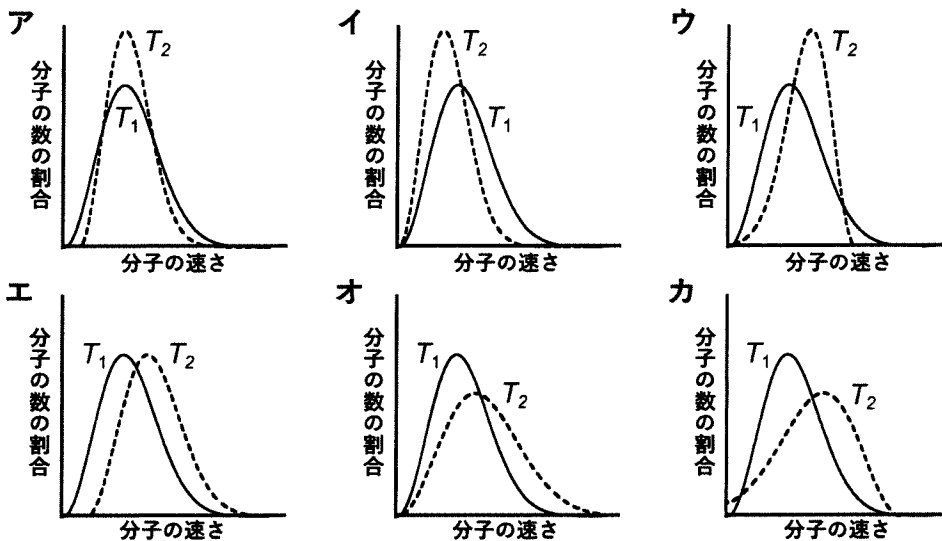 ア
T2
T1
分子の数の割合
分子の速さ
イ
T2
T1
分子の数の割合
分子の速さ
ウ
T2
T1
分子の数の割合
分子の速さ
エ
T1
T2
分子の数の割合
分子の速さ
オ
T1
T2
分子の数の割合
分子の速さ
カ
T1
T2
分子の数の割合
分子の速さ